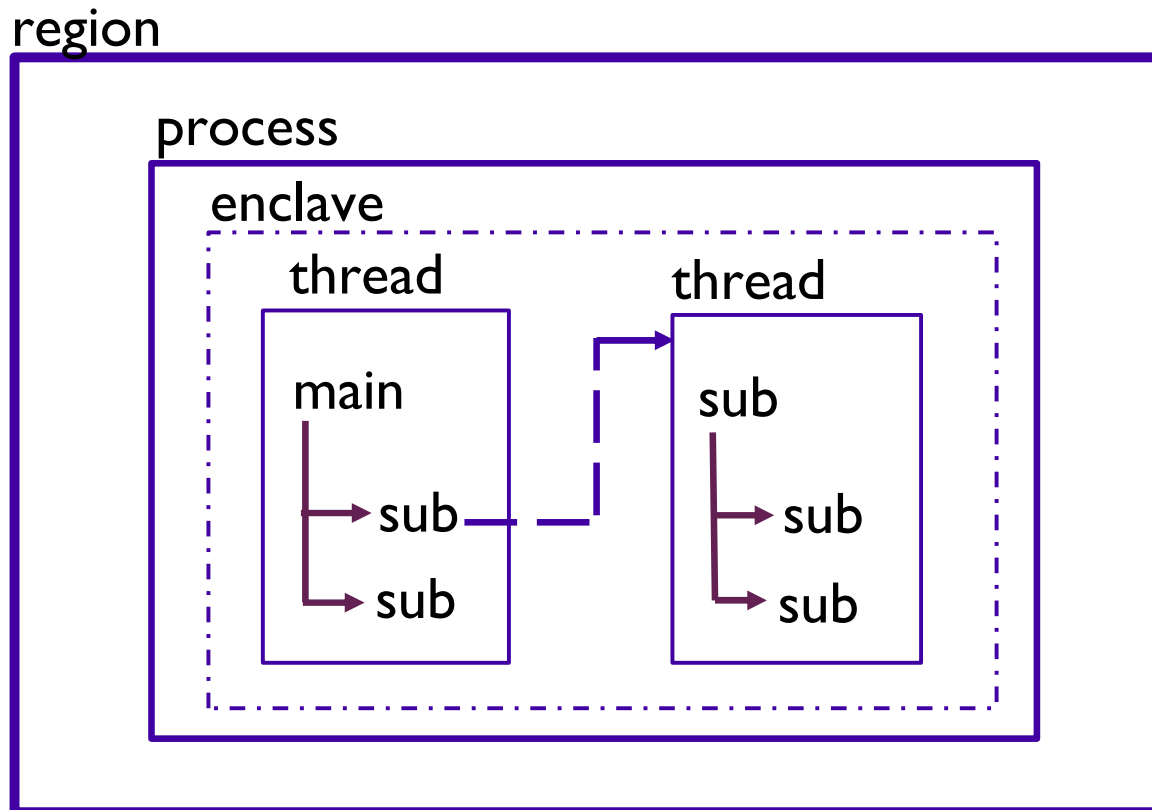 region
process
enclave
thread
thread
main
sub
sub
sub
sub
sub